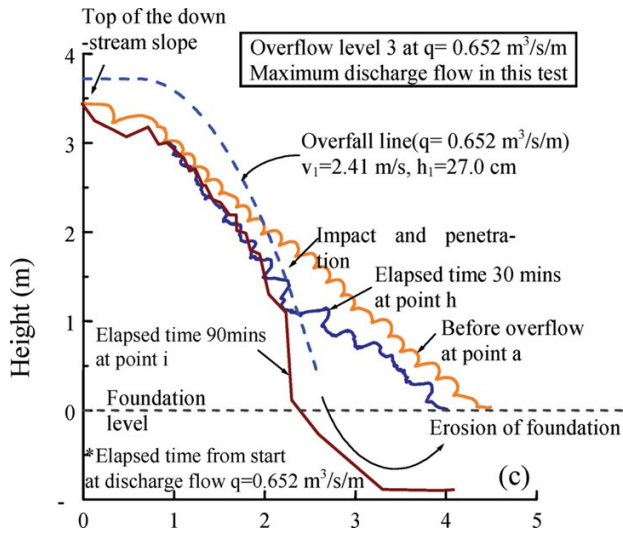 Top of the down
-stream slope
(c)
4
Overflow level 3 at q= 0.652 m³/s/m
Maximum discharge flow in this test
3
Overfall line(q= 0.652 m³/s/m)
v₁=2.41 m/s, h₁=27.0 cm
2
Impact and penetra-
tion
Elapsed time 30 mins
at point h
Height (m)
1
Before overflow
at point a
Elapsed time 90mins
at point i
Foundation
level
0
Erosion of foundation
*Elapsed time from start
at discharge flow q=0.652 m³/s/m
(c)
-
0 1 2 3 4 5